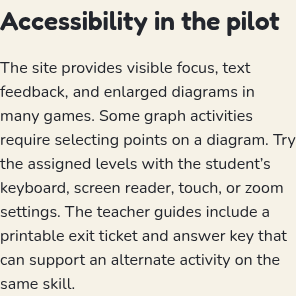 Accessibility in the pilot
The site provides visible focus, text
feedback, and enlarged diagrams in
many games. Some graph activities
require selecting points on a diagram. Try
the assigned levels with the student’s
keyboard, screen reader, touch, or zoom
settings. The teacher guides include a
printable exit ticket and answer key that
can support an alternate activity on the
same skill.